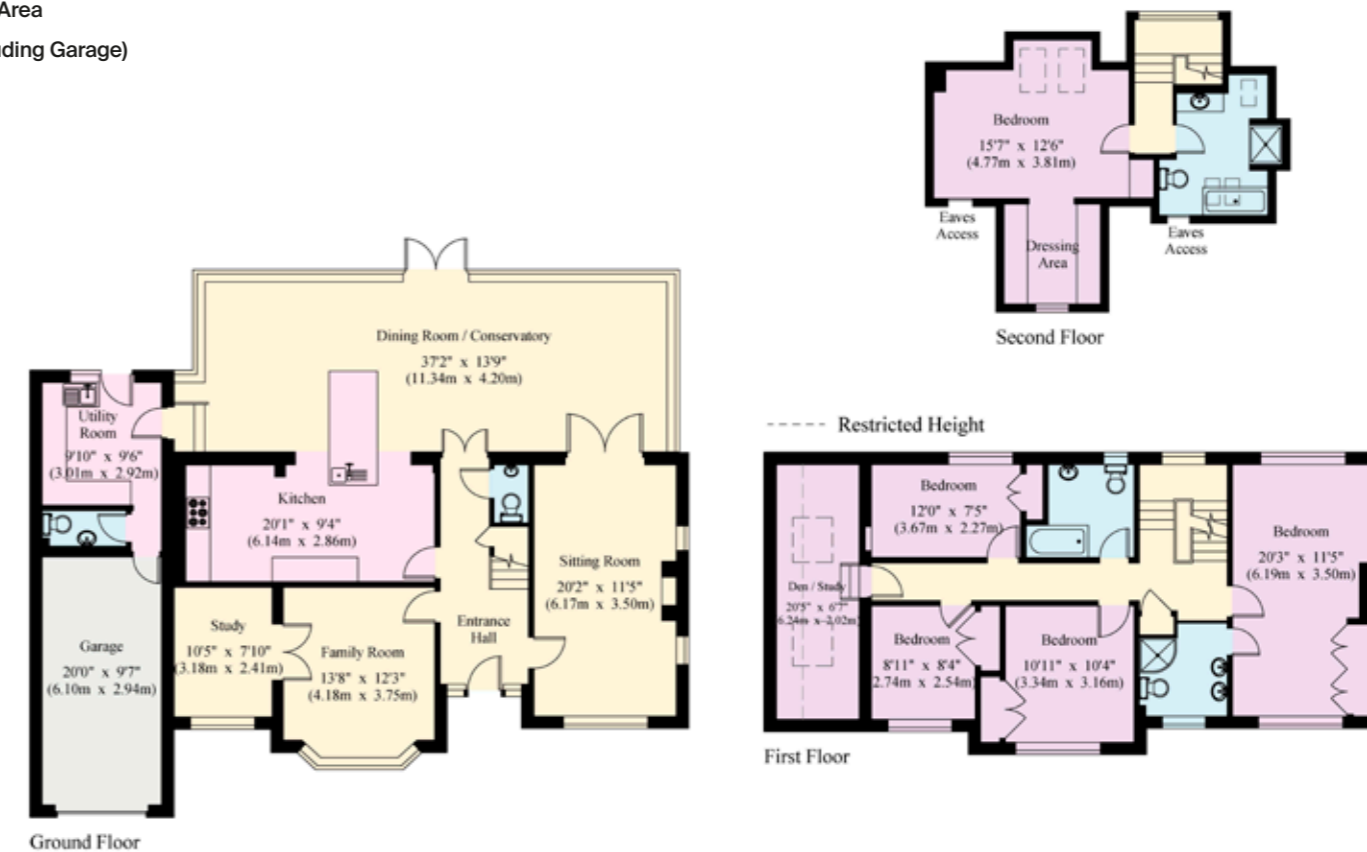 Area
uding Garage)
Bedroom
15'7" x 12'6"
(4.77m x 3.81m)
Eaves
Access
Eaves
Access
Dressing
Area
Second Floor
Dining Room / Conservatory
37'2" x 13'9"
(11.34m x 4.20m)
Utility
Room
9'10" x 9'6"
(3.01m x 2.92m)
Kitchen
20'1" x 9'4"
(6.14m x 2.86m)
Sitting Room
20'2" x 11'5"
(6.17m x 3.50m)
Study
10'5" x 7'10"
(3.18m x 2.41m)
Family Room
13'8" x 12'3"
(4.18m x 3.75m)
Entrance
Hall
Garage
20'0" x 9'7"
(6.10m x 2.94m)
Ground Floor
Restricted Height
Bedroom
12'0" x 7'5"
(3.67m x 2.27m)
Bedroom
20'3" x 11'5"
(6.19m x 3.50m)
Den / Study
20'5" x 6'7"
6.24m x 2.02m)
Bedroom
8'11" x 8'4"
2.74m x 2.54m)
Bedroom
10'11" x 10'4"
(3.34m x 3.16m)
First Floor